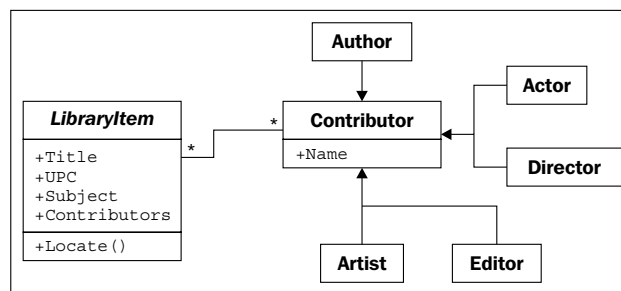 Author
Actor
LibraryItem
*
*
Contributor
+Title
+UPC
+Subject
+Contributors
+Name
Director
+Locate()
Artist
Editor